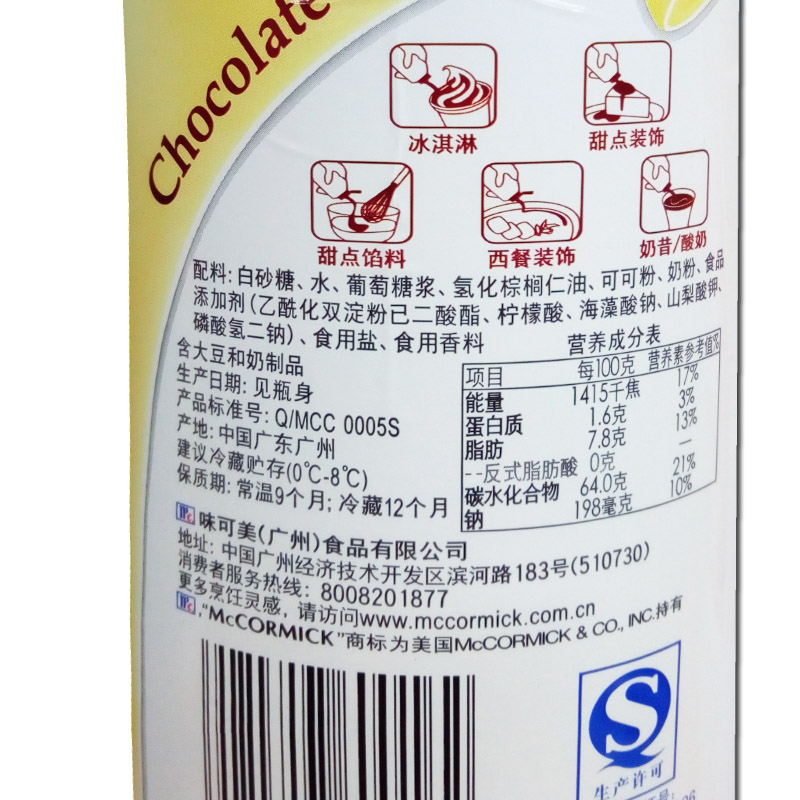 Chocolate
冰淇淋
甜点装饰
甜点馅料
西餐装饰
奶昔/酸奶
配料: 白砂糖、水、葡萄糖浆、氢化棕榈仁油、可可粉、奶粉、食品
添加剂(乙酰化双淀粉已二酸酯、柠檬酸、海藻酸钠、山梨酸钾、
磷酸氢二钠)、食用盐、食用香料
含大豆和奶制品
生产日期: 见瓶身
产品标准号: Q/MCC 0005S
产地: 中国广东广州
建议冷藏贮存(0℃-8℃)
保质期: 常温9个月; 冷藏12个月
营养成分表
项目 每100克 营养素参考值%
能量 1415千焦 17%
蛋白质 1.6克 3%
脂肪 7.8克 13%
--反式脂肪酸 0克 —
碳水化合物 64.0克 21%
钠 198毫克 10%
味可美(广州)食品有限公司
地址: 中国广州经济技术开发区滨河路183号(510730)
消费者服务热线: 8008201877
更多烹饪灵感, 请访问www.mccormick.com.cn
,"McCORMICK"商标为美国McCORMICK & CO., INC.持有
生产许可